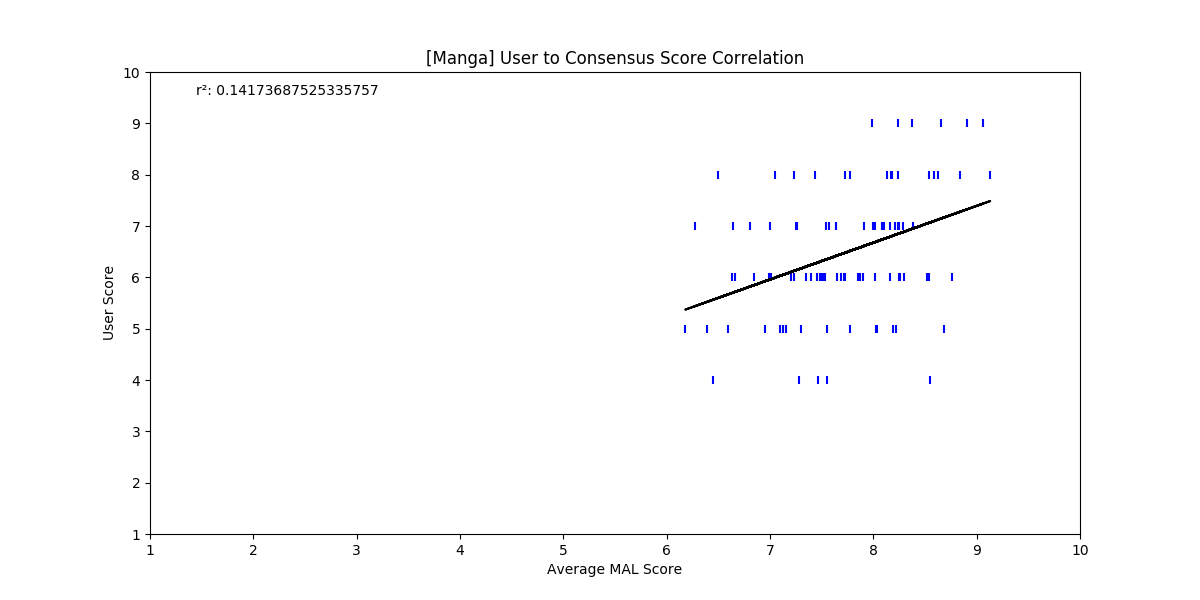 [Manga] User to Consensus Score Correlation
r²: 0.14173687525335757
10
9
8
7
6
5
4
3
2
1
User Score
1 2 3 4 5 6 7 8 9 10
Average MAL Score